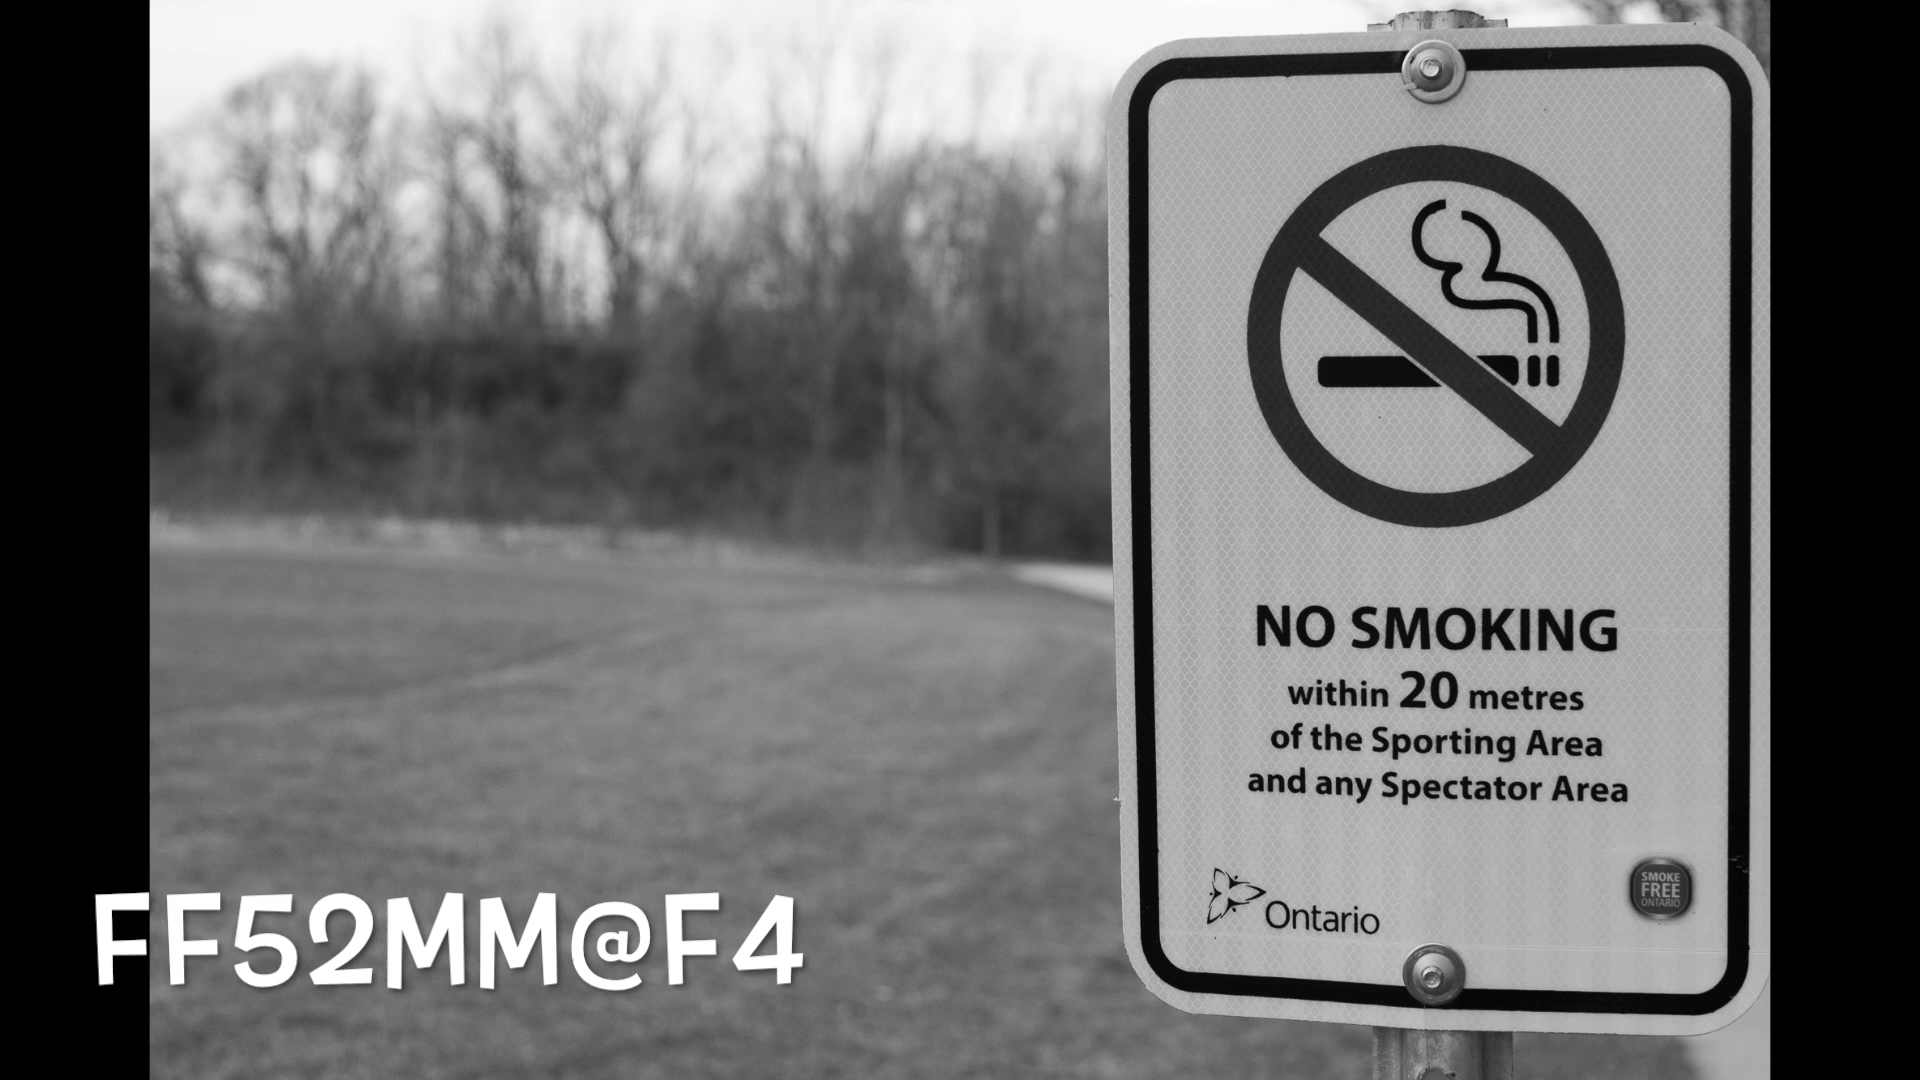 NO SMOKING
within 20 metres
of the Sporting Area
and any Spectator Area
Ontario
SMOKE
FREE
ONTARIO
FF52MM@F4